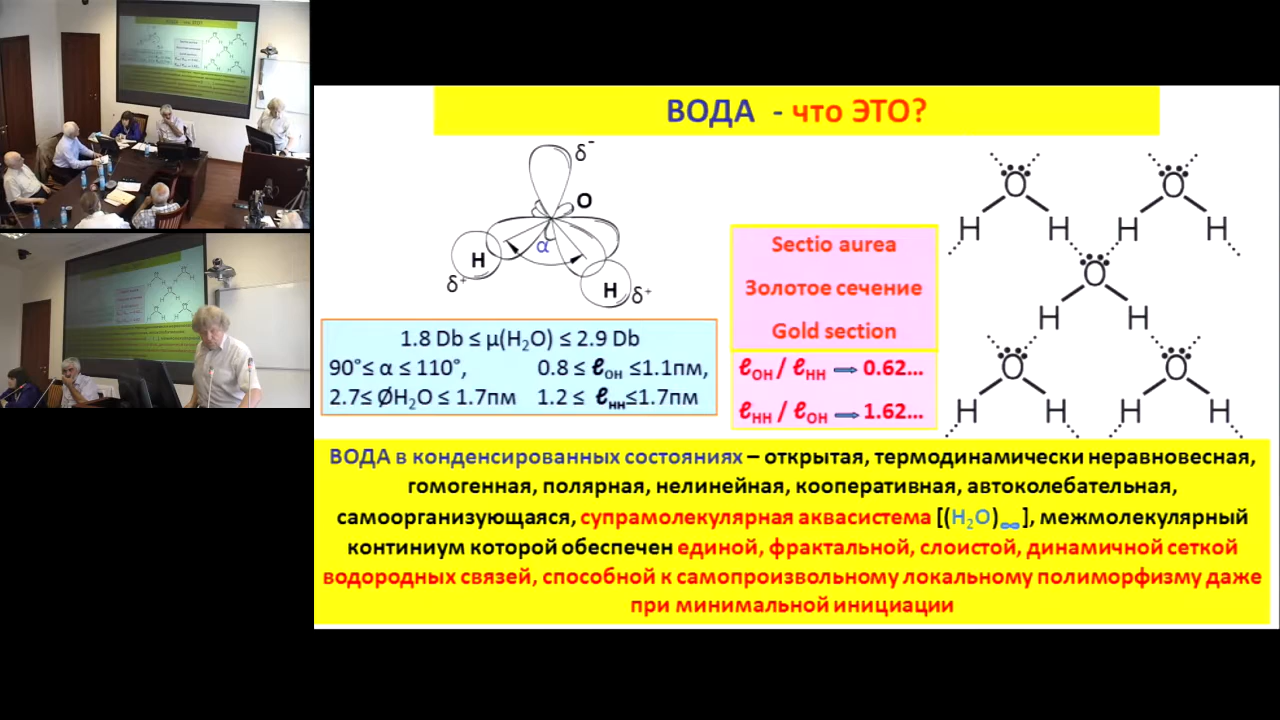 ВОДА - что ЭТО?
δ⁻
O
α
H
δ⁺
H
δ⁺
1.8 Db ≤ μ(H₂O) ≤ 2.9 Db
90°≤ α ≤ 110°, 0.8 ≤ ℓOH ≤1.1пм,
2.7≤ ØH₂O ≤ 1.7пм 1.2 ≤ ℓHH≤1.7пм
Sectio aurea
Золотое сечение
Gold section
ℓOH / ℓHH ⇒ 0.62...
ℓHH / ℓOH ⇒ 1.62...
O O
H H H H
O
H H
O O
H H H H
ВОДА в конденсированных состояниях – открытая, термодинамически неравновесная,
гомогенная, полярная, нелинейная, кооперативная, автоколебательная,
самоорганизующаяся, супрамолекулярная аквасистема [(H₂O)∞], межмолекулярный
континиум которой обеспечен единой, фрактальной, слоистой, динамичной сеткой
водородных связей, способной к самопроизвольному локальному полиморфизму даже
при минимальной инициации